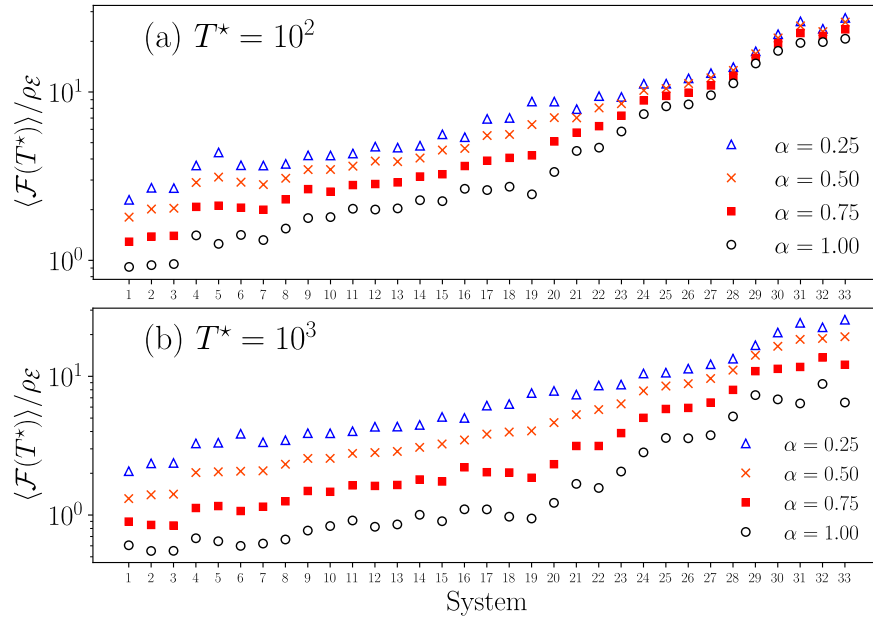 (a) T⋆ = 10²
⟨ℱ(T⋆)⟩/ρ_ℰ
10¹
10⁰
α = 0.25
α = 0.50
α = 0.75
α = 1.00
1 2 3 4 5 6 7 8 9 10 11 12 13 14 15 16 17 18 19 20 21 22 23 24 25 26 27 28 29 30 31 32 33
(b) T⋆ = 10³
⟨ℱ(T⋆)⟩/ρ_ℰ
10¹
10⁰
α = 0.25
α = 0.50
α = 0.75
α = 1.00
1 2 3 4 5 6 7 8 9 10 11 12 13 14 15 16 17 18 19 20 21 22 23 24 25 26 27 28 29 30 31 32 33
System